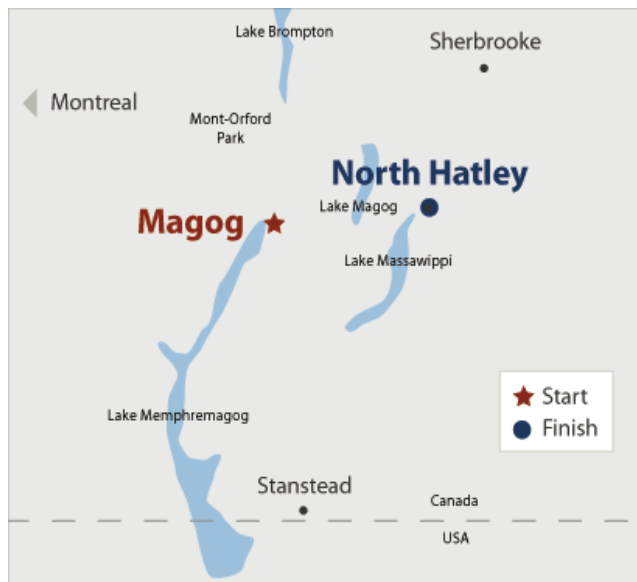 Lake Brompton
Sherbrooke
Montreal
Mont-Orford
Park
North Hatley
Lake Magog
Magog
Lake Massawippi
Start
Finish
Lake Memphremagog
Stanstead
Canada
USA